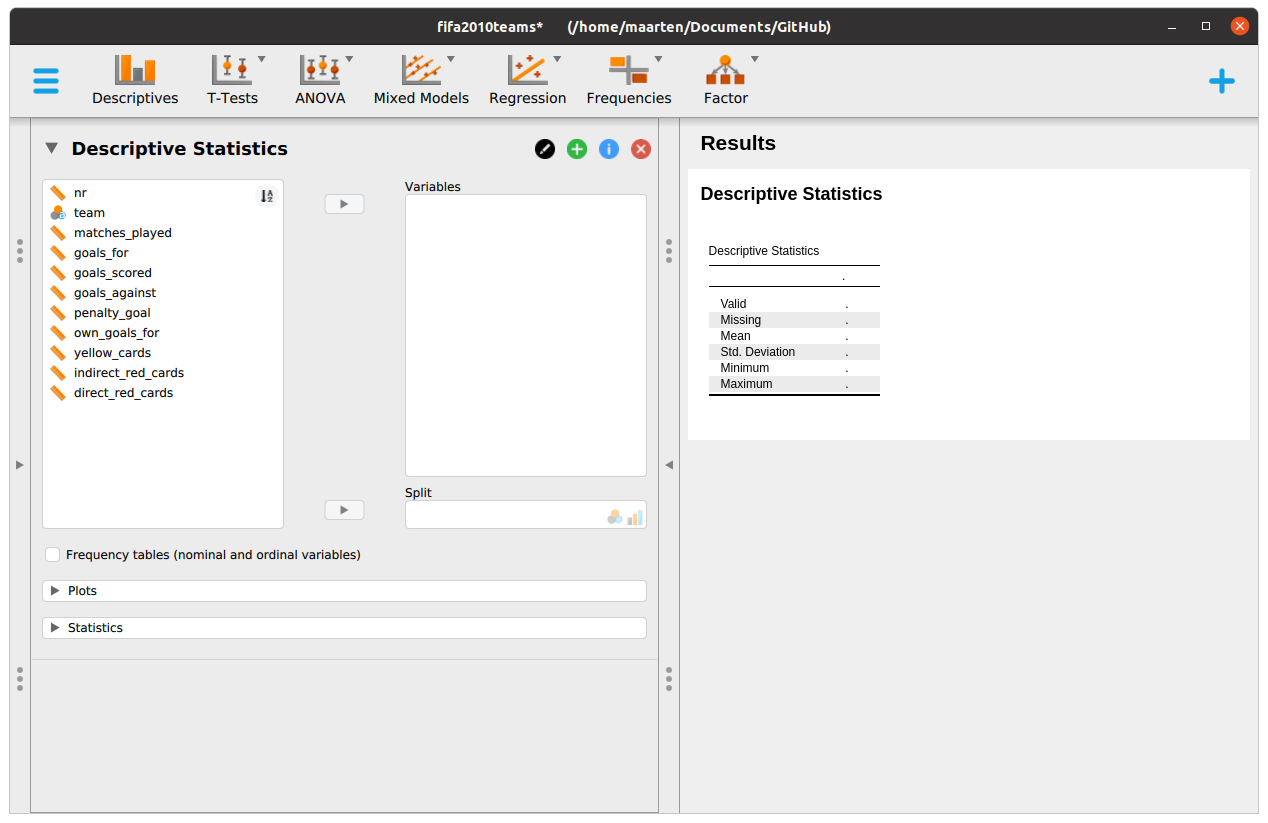 fifa2010teams* (/home/maarten/Documents/GitHub)
Descriptives T-Tests ANOVA Mixed Models Regression Frequencies Factor
Descriptive Statistics
nr
team
matches_played
goals_for
goals_scored
goals_against
penalty_goal
own_goals_for
yellow_cards
indirect_red_cards
direct_red_cards
Variables
Split
Frequency tables (nominal and ordinal variables)
Plots
Statistics
Results
Descriptive Statistics
Descriptive Statistics
.
Valid .
Missing .
Mean .
Std. Deviation .
Minimum .
Maximum .